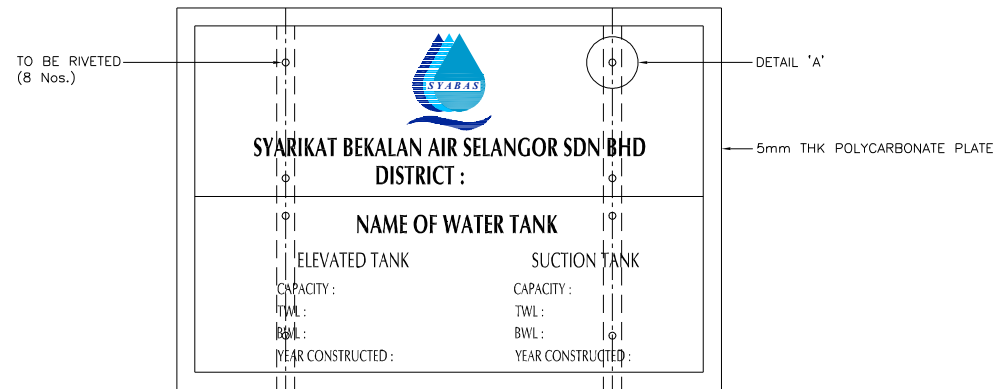 TO BE RIVETED
(8 Nos.)
DETAIL 'A'
SYABAS
5mm THK POLYCARBONATE PLATE
SYARIKAT BEKALAN AIR SELANGOR SDN BHD
DISTRICT :
NAME OF WATER TANK
ELEVATED TANK SUCTION TANK
CAPACITY : CAPACITY :
TWL : TWL :
BWL : BWL :
YEAR CONSTRUCTED : YEAR CONSTRUCTED :